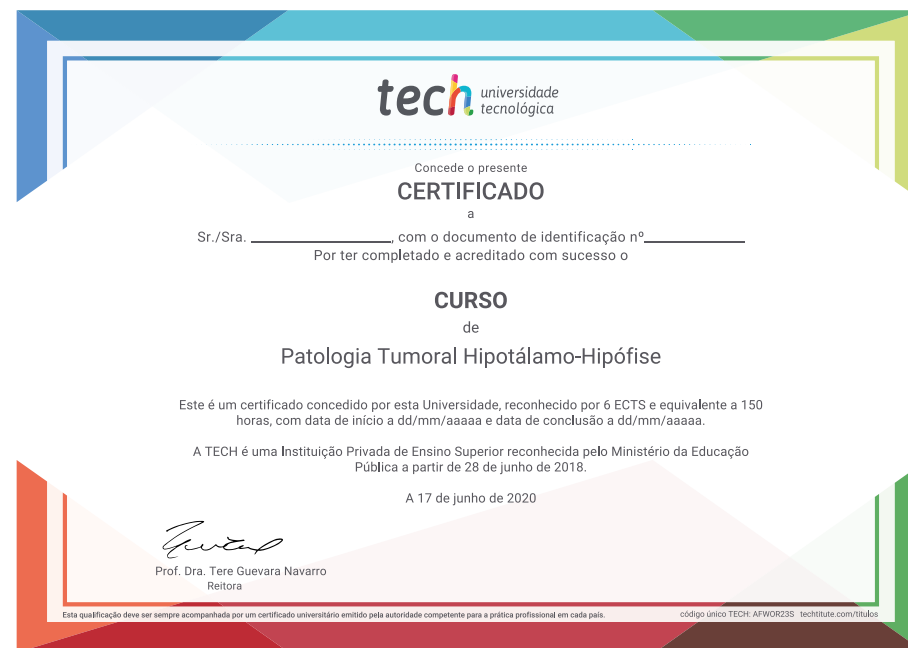 tech universidade
tecnológica
Concede o presente
CERTIFICADO
a
Sr./Sra. ____________________, com o documento de identificação nº______________
Por ter completado e acreditado com sucesso o
CURSO
de
Patologia Tumoral Hipotálamo-Hipófise
Este é um certificado concedido por esta Universidade, reconhecido por 6 ECTS e equivalente a 150
horas, com data de início a dd/mm/aaaaa e data de conclusão a dd/mm/aaaaa.
A TECH é uma Instituição Privada de Ensino Superior reconhecida pelo Ministério da Educação
Pública a partir de 28 de junho de 2018.
A 17 de junho de 2020
Prof. Dra. Tere Guevara Navarro
Reitora
Esta qualificação deve ser sempre acompanhada por um certificado universitário emitido pela autoridade competente para a prática profissional em cada país.
código único TECH: AFWOR23S techtitute.com/titulos